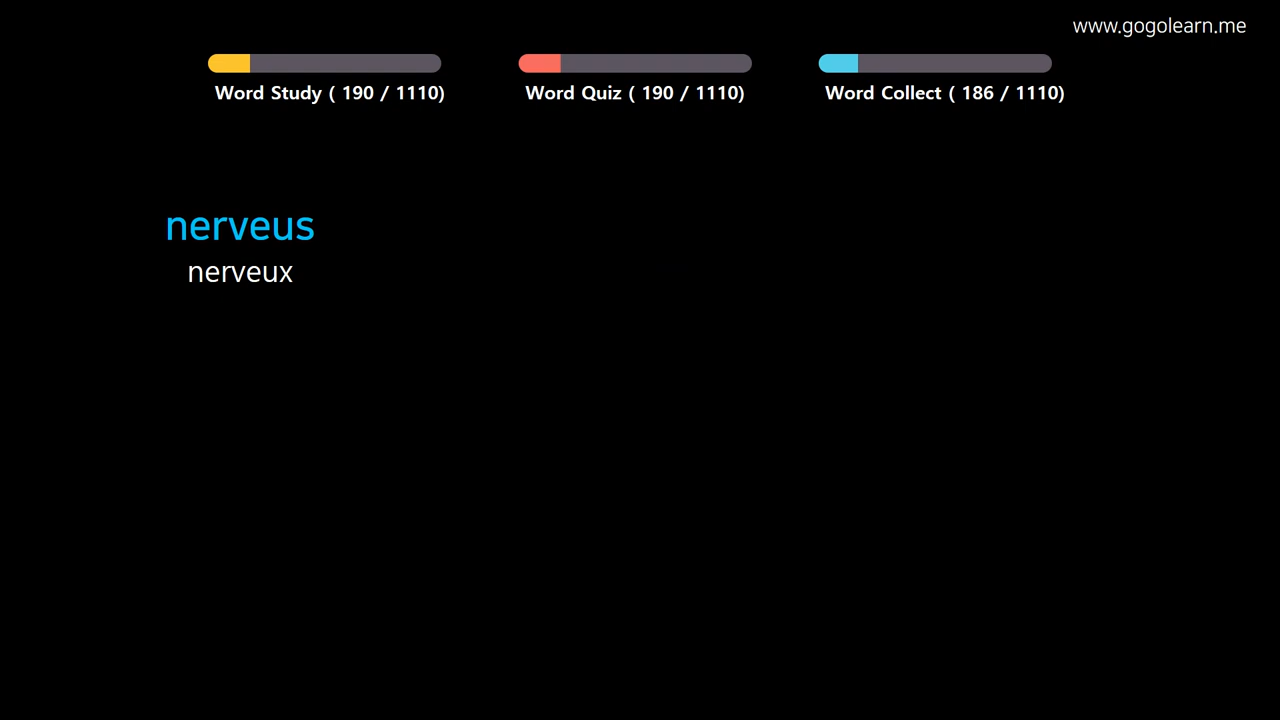 www.gogolearn.me
Word Study ( 190 / 1110)
Word Quiz ( 190 / 1110)
Word Collect ( 186 / 1110)
nerveus
nerveux